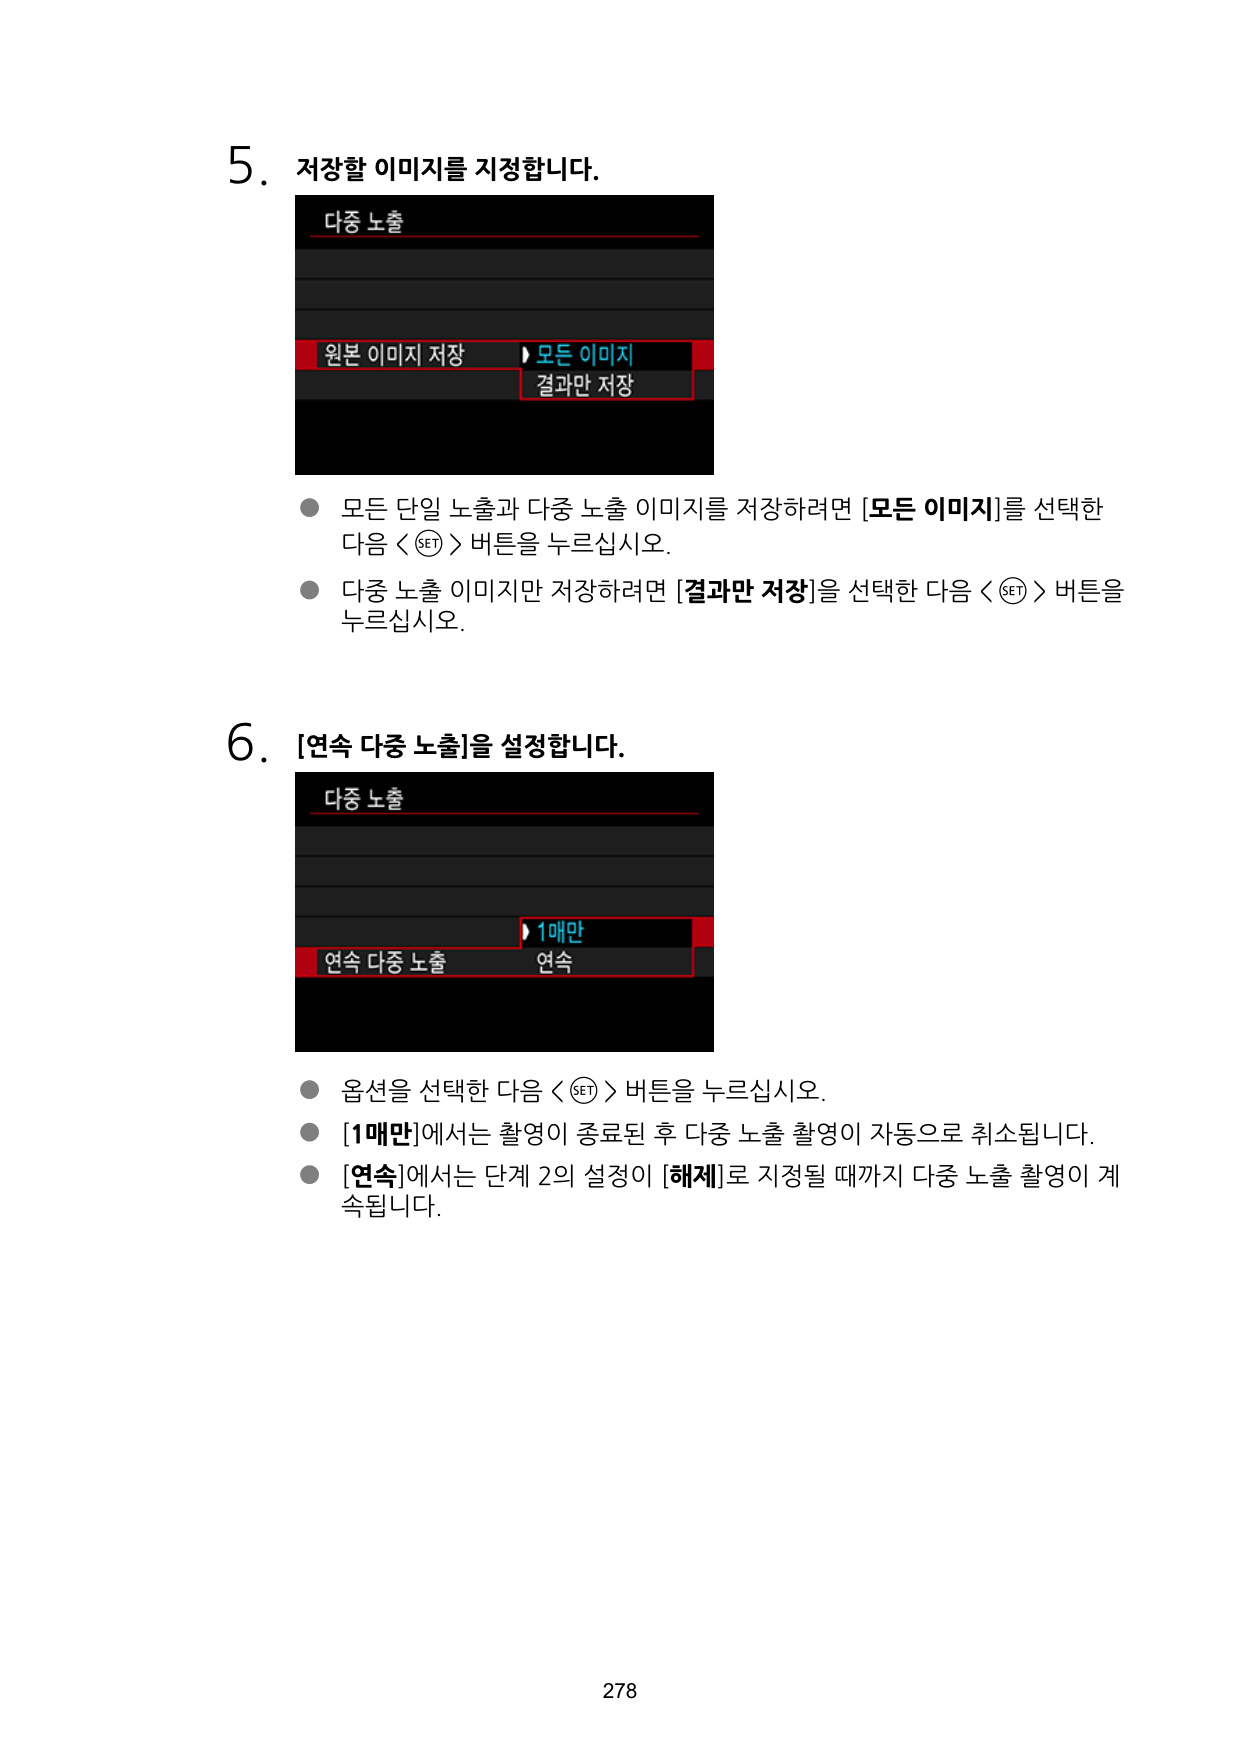 5. 저장할 이미지를 지정합니다.
다중 노출
원본 이미지 저장 모든 이미지
결과만 저장
● 모든 단일 노출과 다중 노출 이미지를 저장하려면 [모든 이미지]를 선택한
다음 < SET > 버튼을 누르십시오.
● 다중 노출 이미지만 저장하려면 [결과만 저장]을 선택한 다음 < SET > 버튼을
누르십시오.
6. [연속 다중 노출]을 설정합니다.
다중 노출
1매만
연속 다중 노출 연속
● 옵션을 선택한 다음 < SET > 버튼을 누르십시오.
● [1매만]에서는 촬영이 종료된 후 다중 노출 촬영이 자동으로 취소됩니다.
● [연속]에서는 단계 2의 설정이 [해제]로 지정될 때까지 다중 노출 촬영이 계
속됩니다.
278